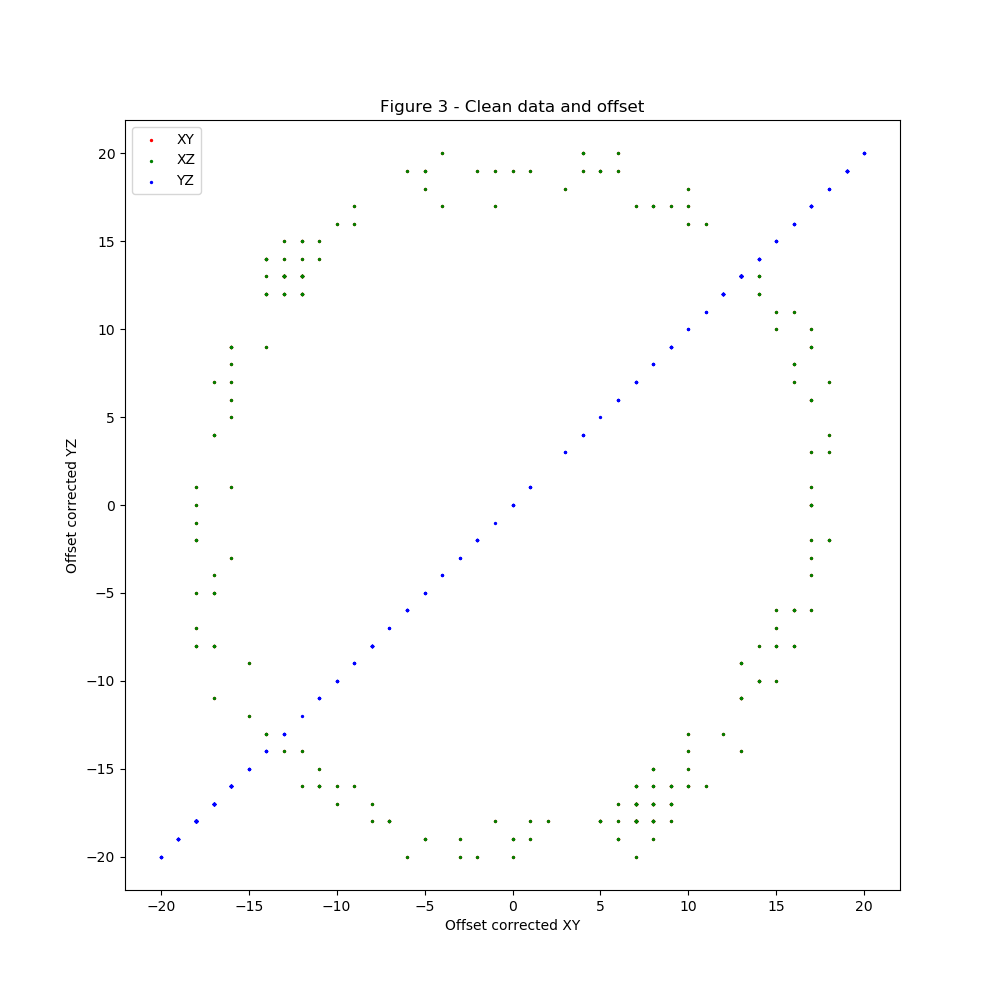 Figure 3 - Clean data and offset
XY
XZ
YZ
20
15
10
5
0
−5
−10
−15
−20
Offset corrected YZ
−20 −15 −10 −5 0 5 10 15 20
Offset corrected XY